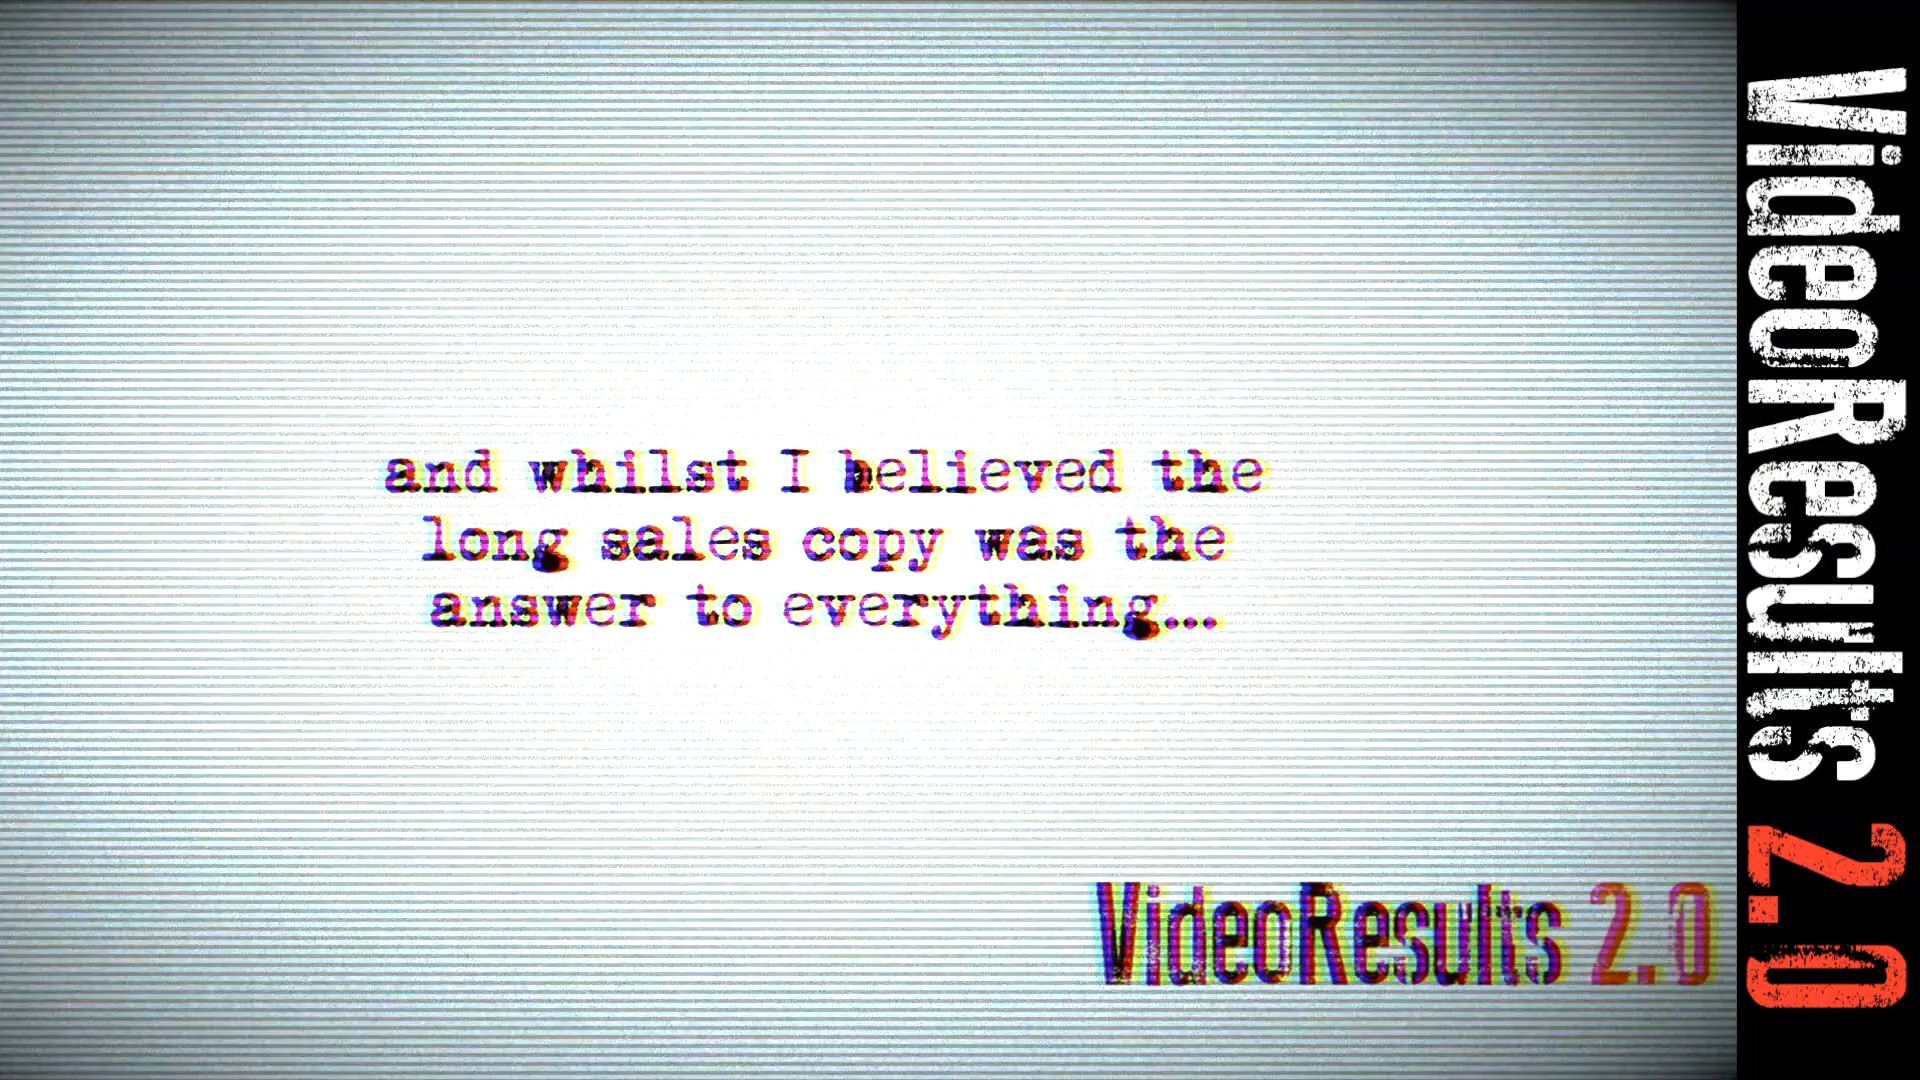 and whilst I believed the
long sales copy was the
answer to everything...
VideoResults 2.0
VideoResults 2.0